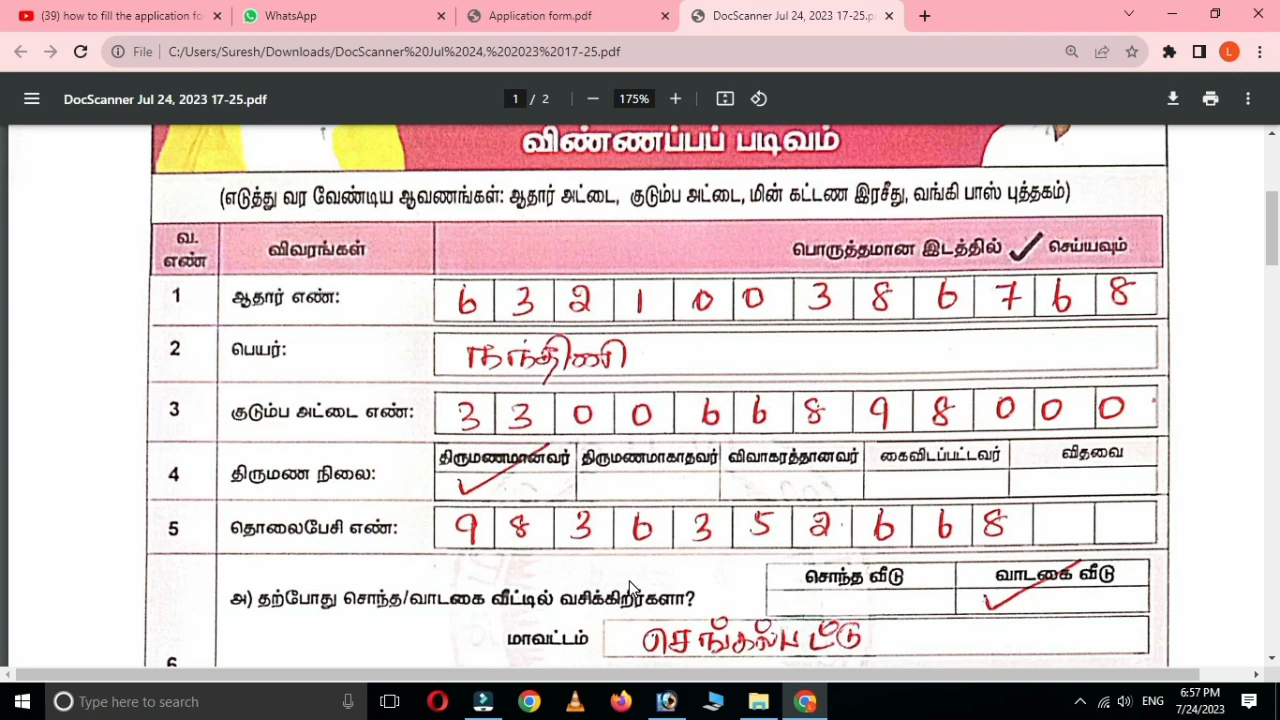 (39) how to fill the application fo
WhatsApp
Application form.pdf
DocScanner Jul 24, 2023 17-25.p
File C:/Users/Suresh/Downloads/DocScanner%20Jul%2024,%202023%2017-25.pdf
L
DocScanner Jul 24, 2023 17-25.pdf 1 / 2 175%
விண்ணப்பப் படிவம்
(எடுத்து வர வேண்டிய ஆவணங்கள்: ஆதார் அட்டை, குடும்ப அட்டை, மின் கட்டண இரசீது, வங்கி பாஸ் புத்தகம்)
வ. எண் விவரங்கள் பொருத்தமான இடத்தில் ✓ செய்யவும்
1 ஆதார் எண்: 6 3 2 1 0 0 3 8 6 7 6 8
2 பெயர்: நந்தினி
3 குடும்ப அட்டை எண்: 3 3 0 0 6 6 8 9 8 0 0 0
திருமணமானவர் திருமணமாகாதவர் விவாகரத்தானவர் கைவிடப்பட்டவர் விதவை
4 திருமண நிலை: ✓
5 தொலைபேசி எண்: 9 8 3 6 3 5 2 6 6 8
சொந்த வீடு வாடகை வீடு
அ) தற்போது சொந்த/வாடகை வீட்டில் வசிக்கிறீர்களா? ✓
மாவட்டம் செங்கல்பட்டு
6
Type here to search
ENG
6:57 PM
7/24/2023